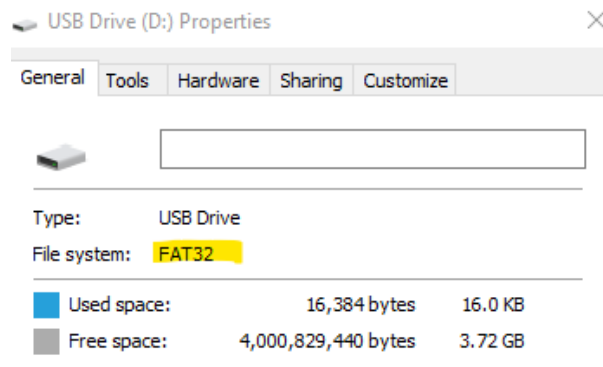 USB Drive (D:) Properties
General Tools Hardware Sharing Customize
Type: USB Drive
File system: FAT32
Used space: 16,384 bytes 16.0 KB
Free space: 4,000,829,440 bytes 3.72 GB